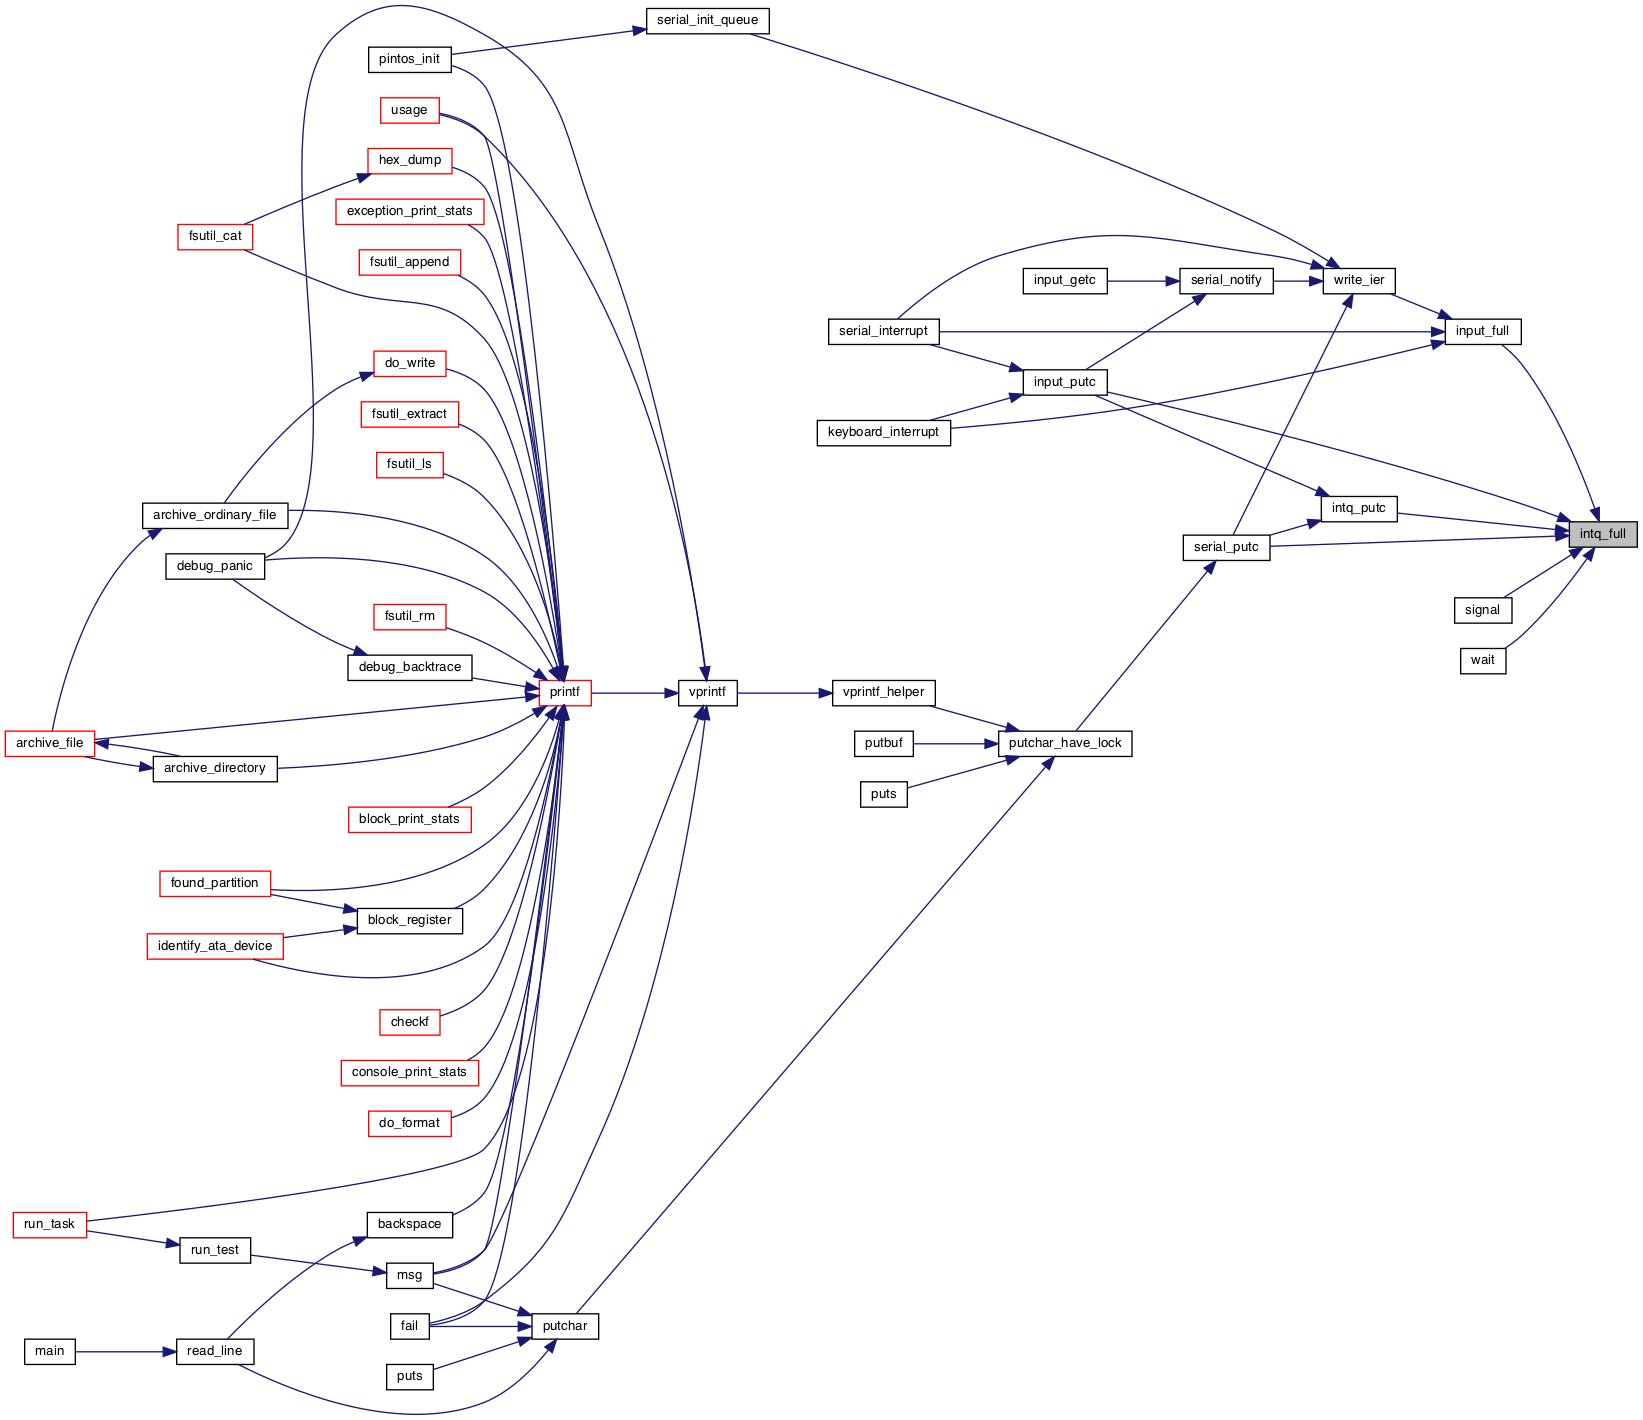 serial_init_queue
pintos_init
usage
hex_dump
exception_print_stats
fsutil_cat
fsutil_append
input_getc
serial_notify
write_ier
serial_interrupt
input_full
do_write
input_putc
fsutil_extract
keyboard_interrupt
fsutil_ls
archive_ordinary_file
intq_putc
intq_full
serial_putc
debug_panic
signal
fsutil_rm
debug_backtrace
wait
printf
vprintf
vprintf_helper
archive_file
putbuf
putchar_have_lock
archive_directory
puts
block_print_stats
found_partition
block_register
identify_ata_device
checkf
console_print_stats
do_format
run_task
backspace
run_test
msg
fail
putchar
main
read_line
puts